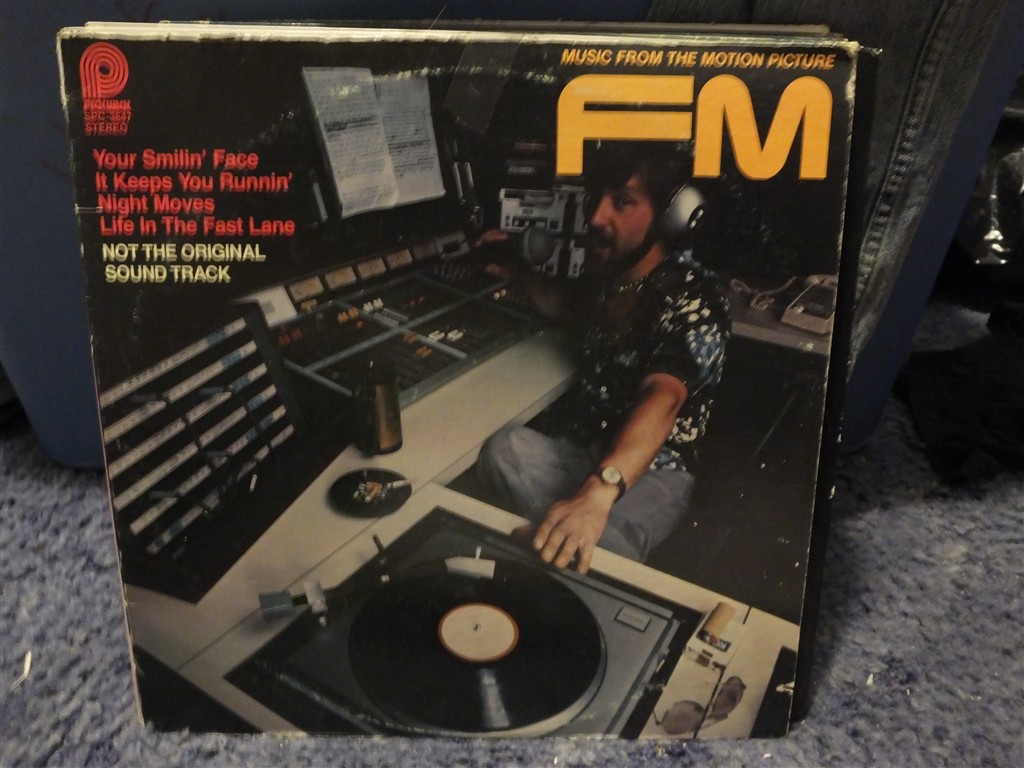 PICKWICK
SPC-3647
STEREO
MUSIC FROM THE MOTION PICTURE
FM
Your Smilin' Face
It Keeps You Runnin'
Night Moves
Life In The Fast Lane
NOT THE ORIGINAL
SOUND TRACK